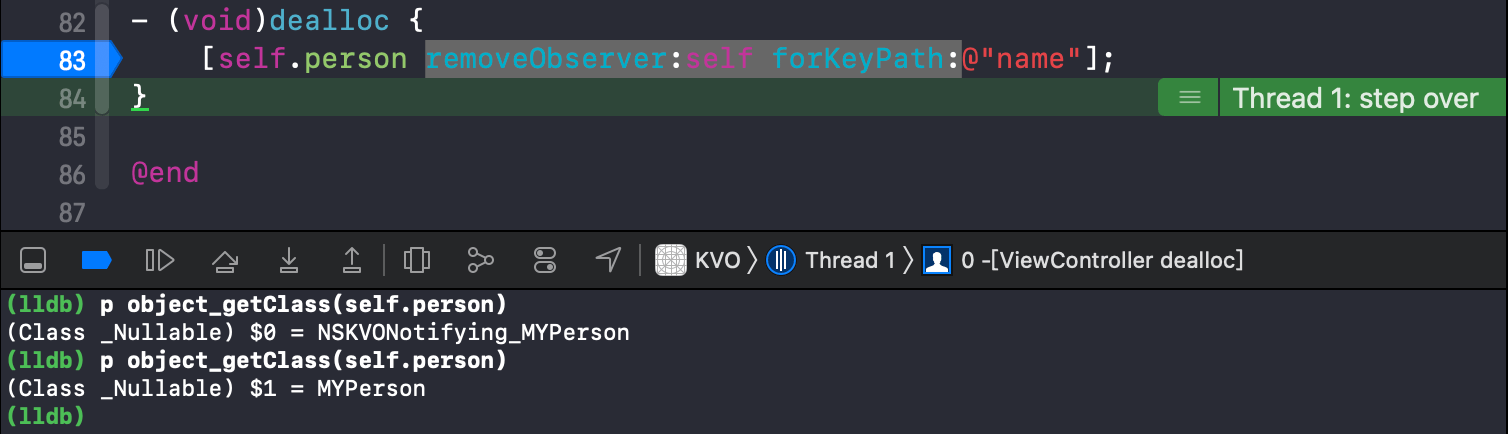 82 - (void)dealloc {
83 [self.person removeObserver:self forKeyPath:@"name"];
84 } Thread 1: step over
85
86 @end
87
KVO Thread 1 0 -[ViewController dealloc]
(lldb) p object_getClass(self.person)
(Class _Nullable) $0 = NSKVONotifying_MYPerson
(lldb) p object_getClass(self.person)
(Class _Nullable) $1 = MYPerson
(lldb)